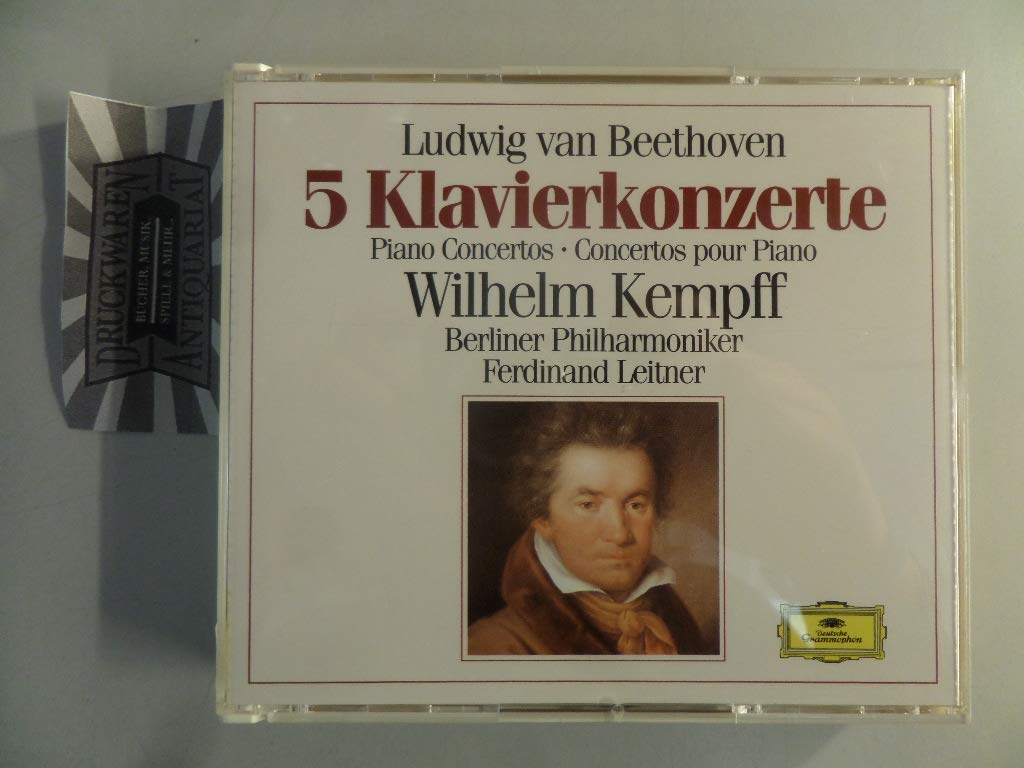 Ludwig van Beethoven
5 Klavierkonzerte
Piano Concertos · Concertos pour Piano
Wilhelm Kempff
Berliner Philharmoniker
Ferdinand Leitner
Deutsche
Grammophon
DRUCKWAREN
BÜCHER, MUSIK,
SPIELE & MEHR.
ANTIQUARIAT